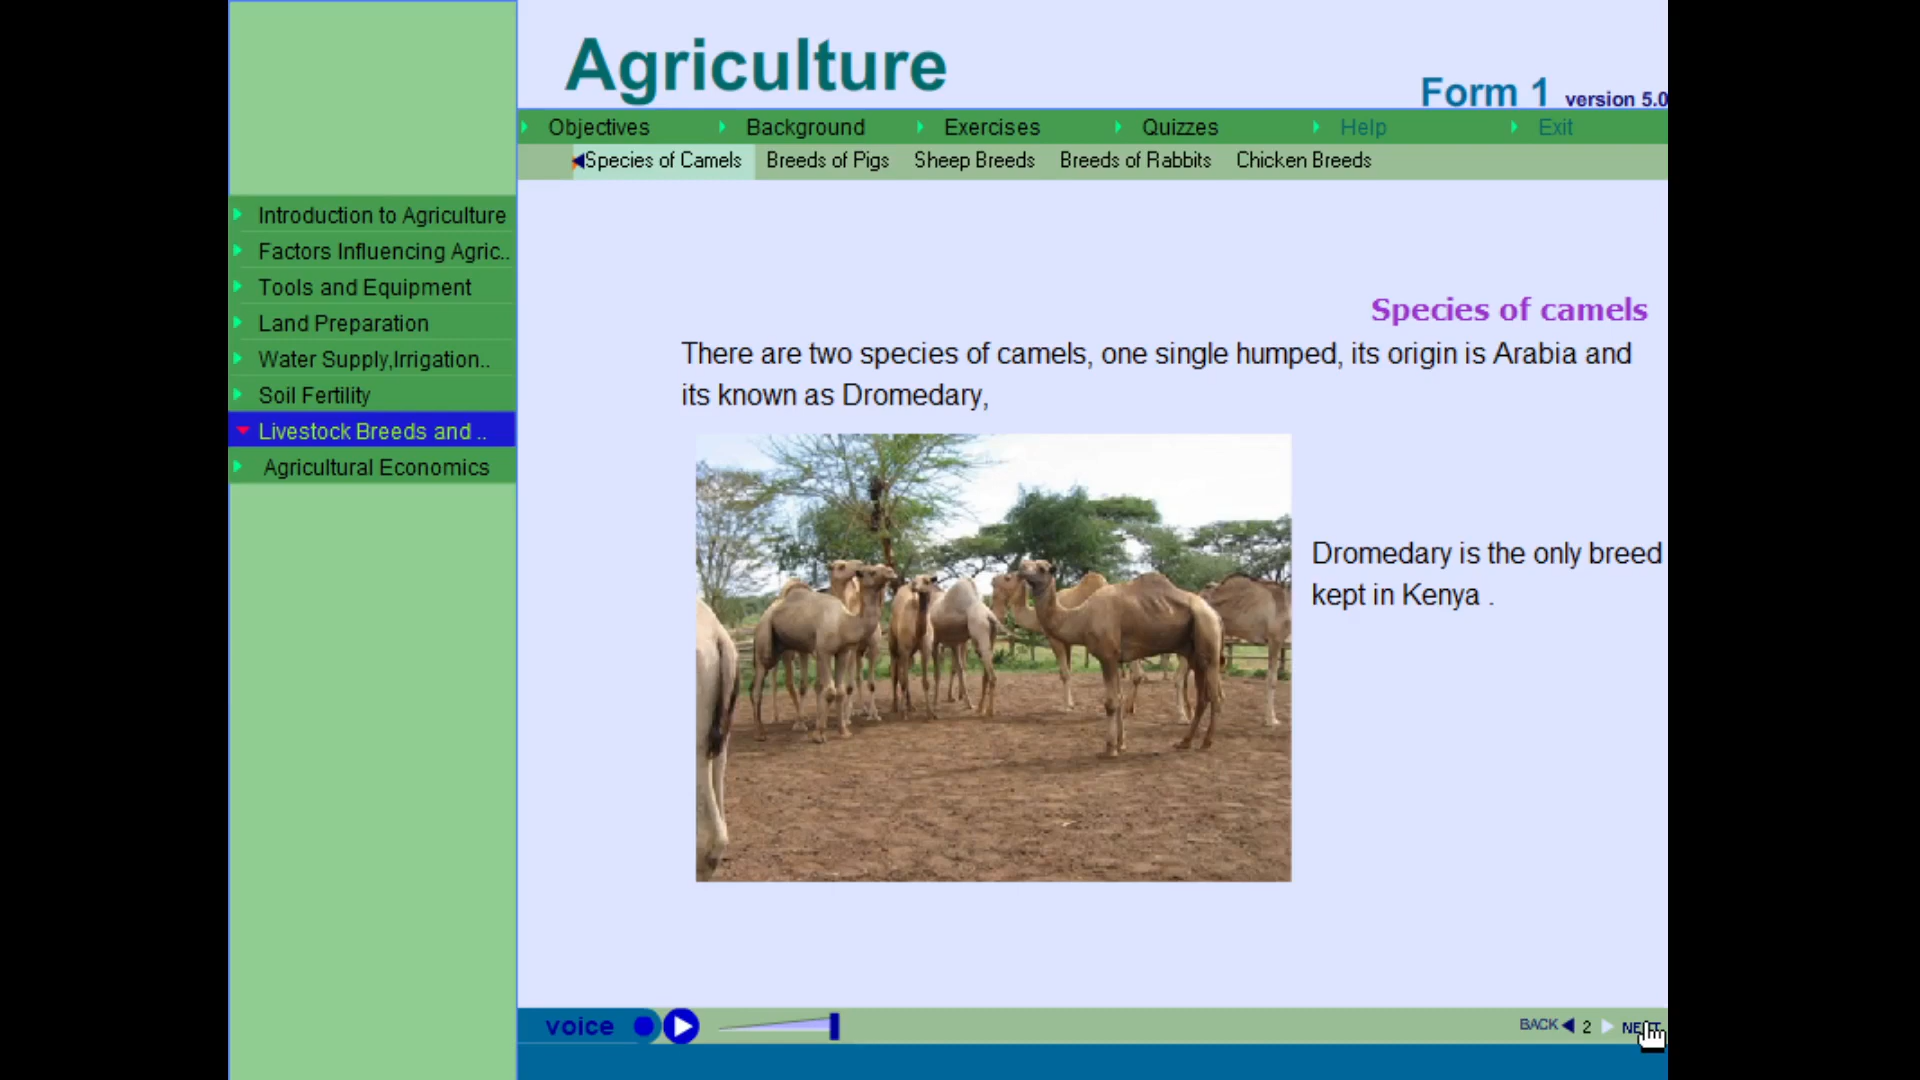 Agriculture
Form 1 version 5.0
Objectives Background Exercises Quizzes Help Exit
Species of Camels Breeds of Pigs Sheep Breeds Breeds of Rabbits Chicken Breeds
Introduction to Agriculture
Factors Influencing Agric..
Tools and Equipment
Land Preparation
Water Supply,Irrigation..
Soil Fertility
Livestock Breeds and ..
Agricultural Economics
Species of camels
There are two species of camels, one single humped, its origin is Arabia and
its known as Dromedary,
Dromedary is the only breed
kept in Kenya .
voice
BACK 2 NEXT